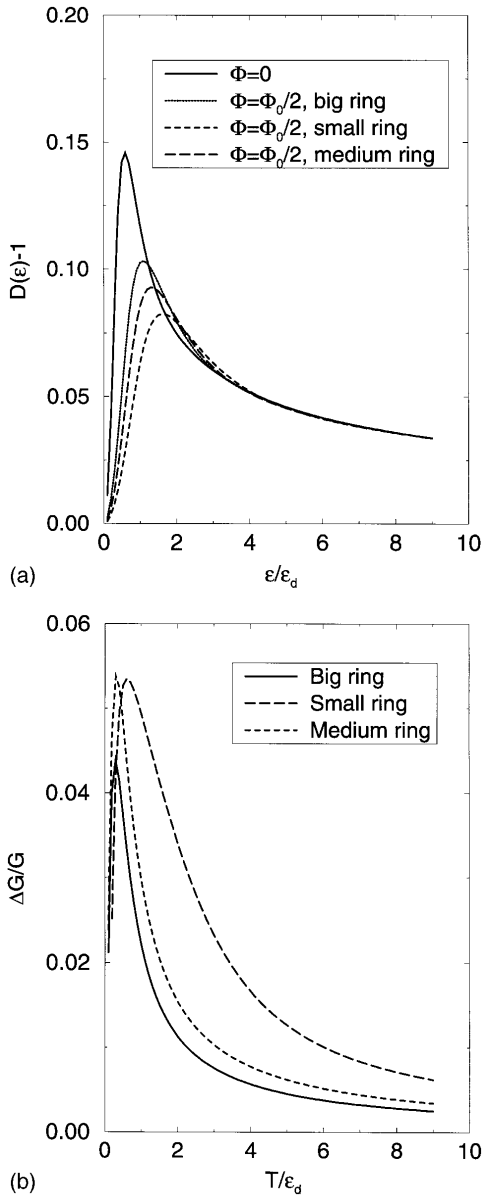 0.20
Φ=0
Φ=Φ₀/2, big ring
Φ=Φ₀/2, small ring
Φ=Φ₀/2, medium ring
0.15
0.10
0.05
0.00
D(ε)-1
0 2 4 6 8 10
ε/ε_d
(a)
0.06
Big ring
Small ring
Medium ring
0.04
0.02
0.00
ΔG/G
0 2 4 6 8 10
T/ε_d
(b)